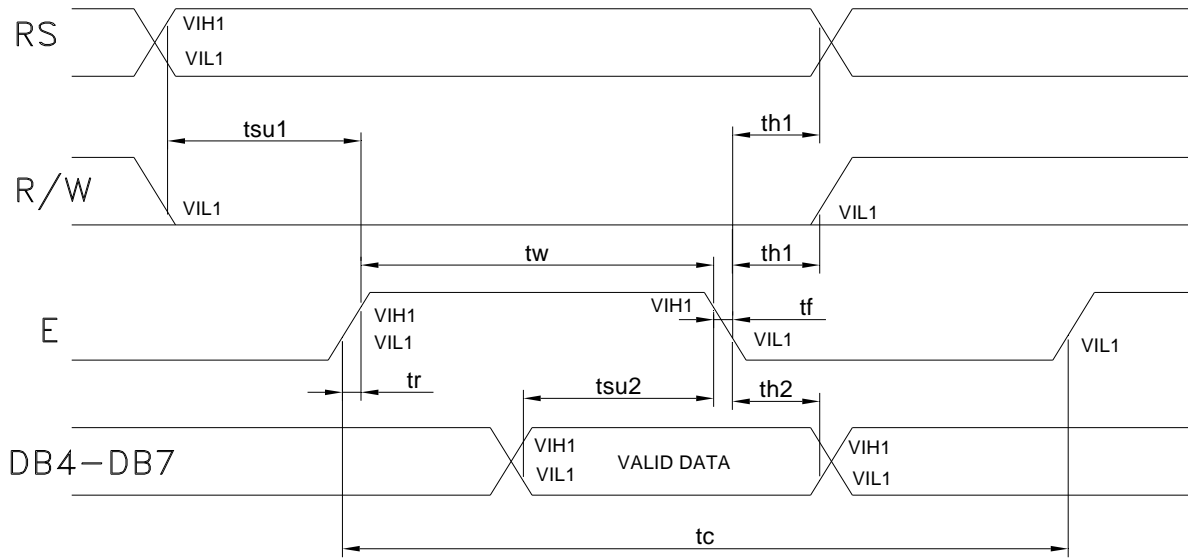 RS
VIH1
VIL1
tsu1
th1
R/W
VIL1
VIL1
tw
th1
E
VIH1
VIL1
VIH1
tf
VIL1
VIL1
tr
tsu2
th2
DB4-DB7
VIH1
VIL1
VALID DATA
VIH1
VIL1
tc